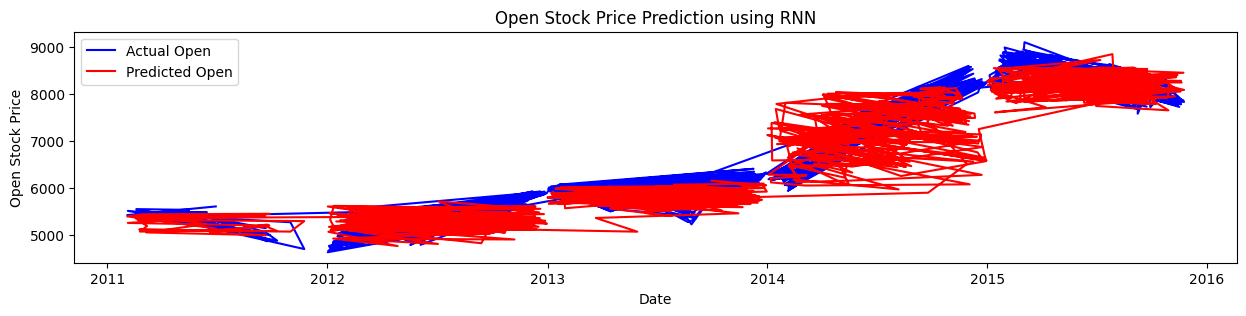 Open Stock Price Prediction using RNN
Actual Open
Predicted Open
9000
8000
7000
6000
5000
Open Stock Price
2011 2012 2013 2014 2015 2016
Date